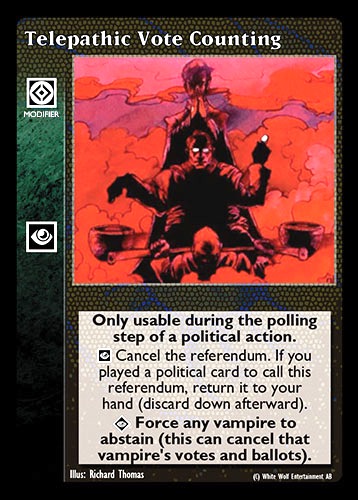 Telepathic Vote Counting
MODIFIER
Only usable during the polling
step of a political action.
Cancel the referendum. If you
played a political card to call this
referendum, return it to your
hand (discard down afterward).
Force any vampire to
abstain (this can cancel that
vampire's votes and ballots).
Illus: Richard Thomas
(C) White Wolf Entertainment AB